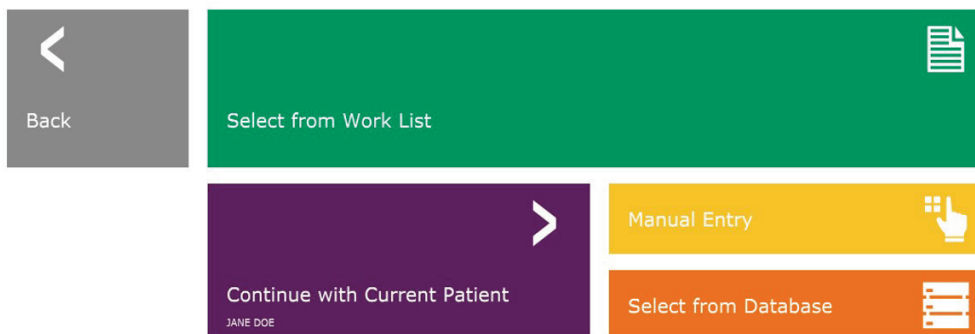 Back
Select from Work List
Continue with Current Patient
JANE DOE
Manual Entry
Select from Database